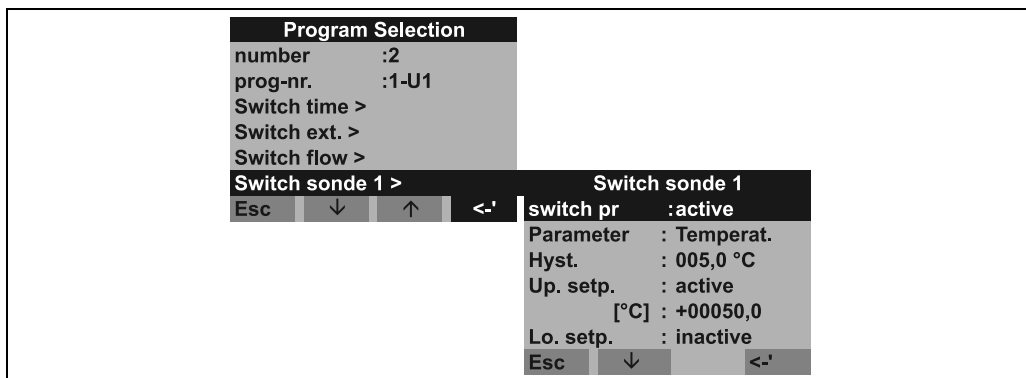 Program Selection
number :2
prog-nr. :1-U1
Switch time >
Switch ext. >
Switch flow >
Switch sonde 1 >
Esc ↓ ↑ <-'
Switch sonde 1
switch pr :active
Parameter : Temperat.
Hyst. : 005,0 °C
Up. setp. : active
[°C] : +00050,0
Lo. setp. : inactive
Esc ↓ <-'